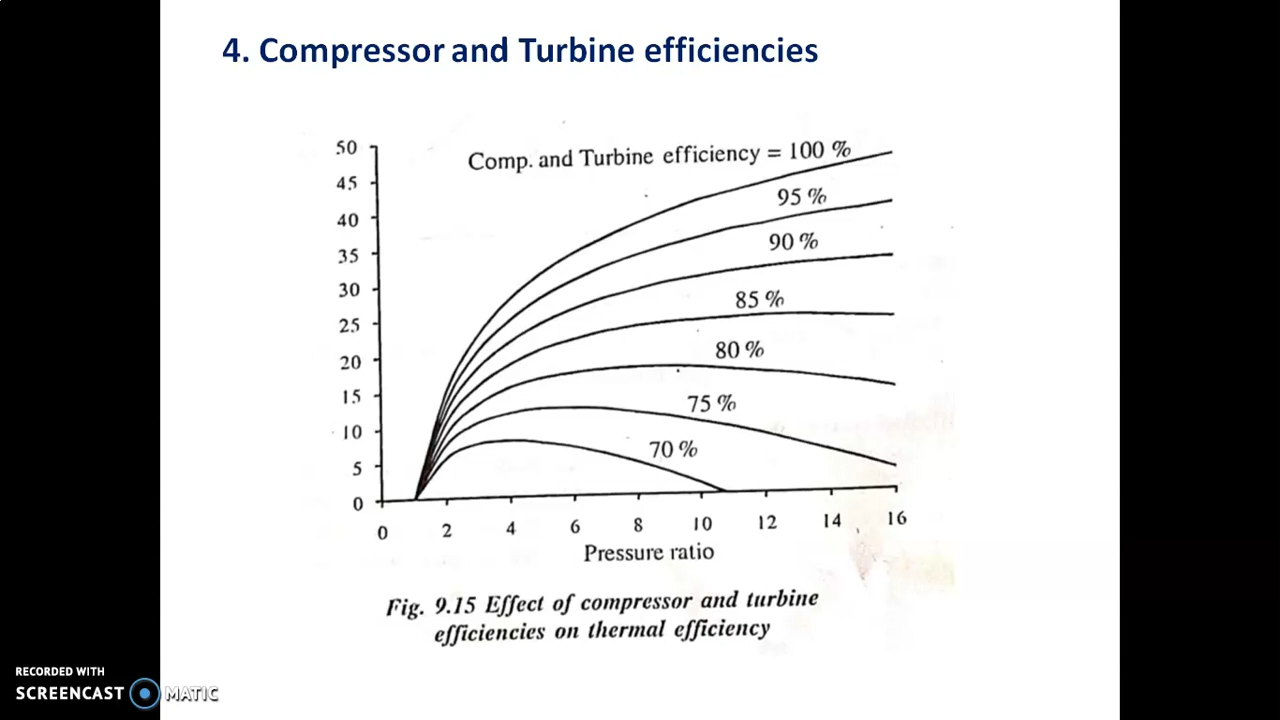 4. Compressor and Turbine efficiencies
50
45
40
35
30
25
20
15
10
5
0
Comp. and Turbine efficiency = 100 %
95 %
90 %
85 %
80 %
75 %
70 %
0 2 4 6 8 10 12 14 16
Pressure ratio
Fig. 9.15 Effect of compressor and turbine
efficiencies on thermal efficiency
RECORDED WITH
SCREENCAST MATIC